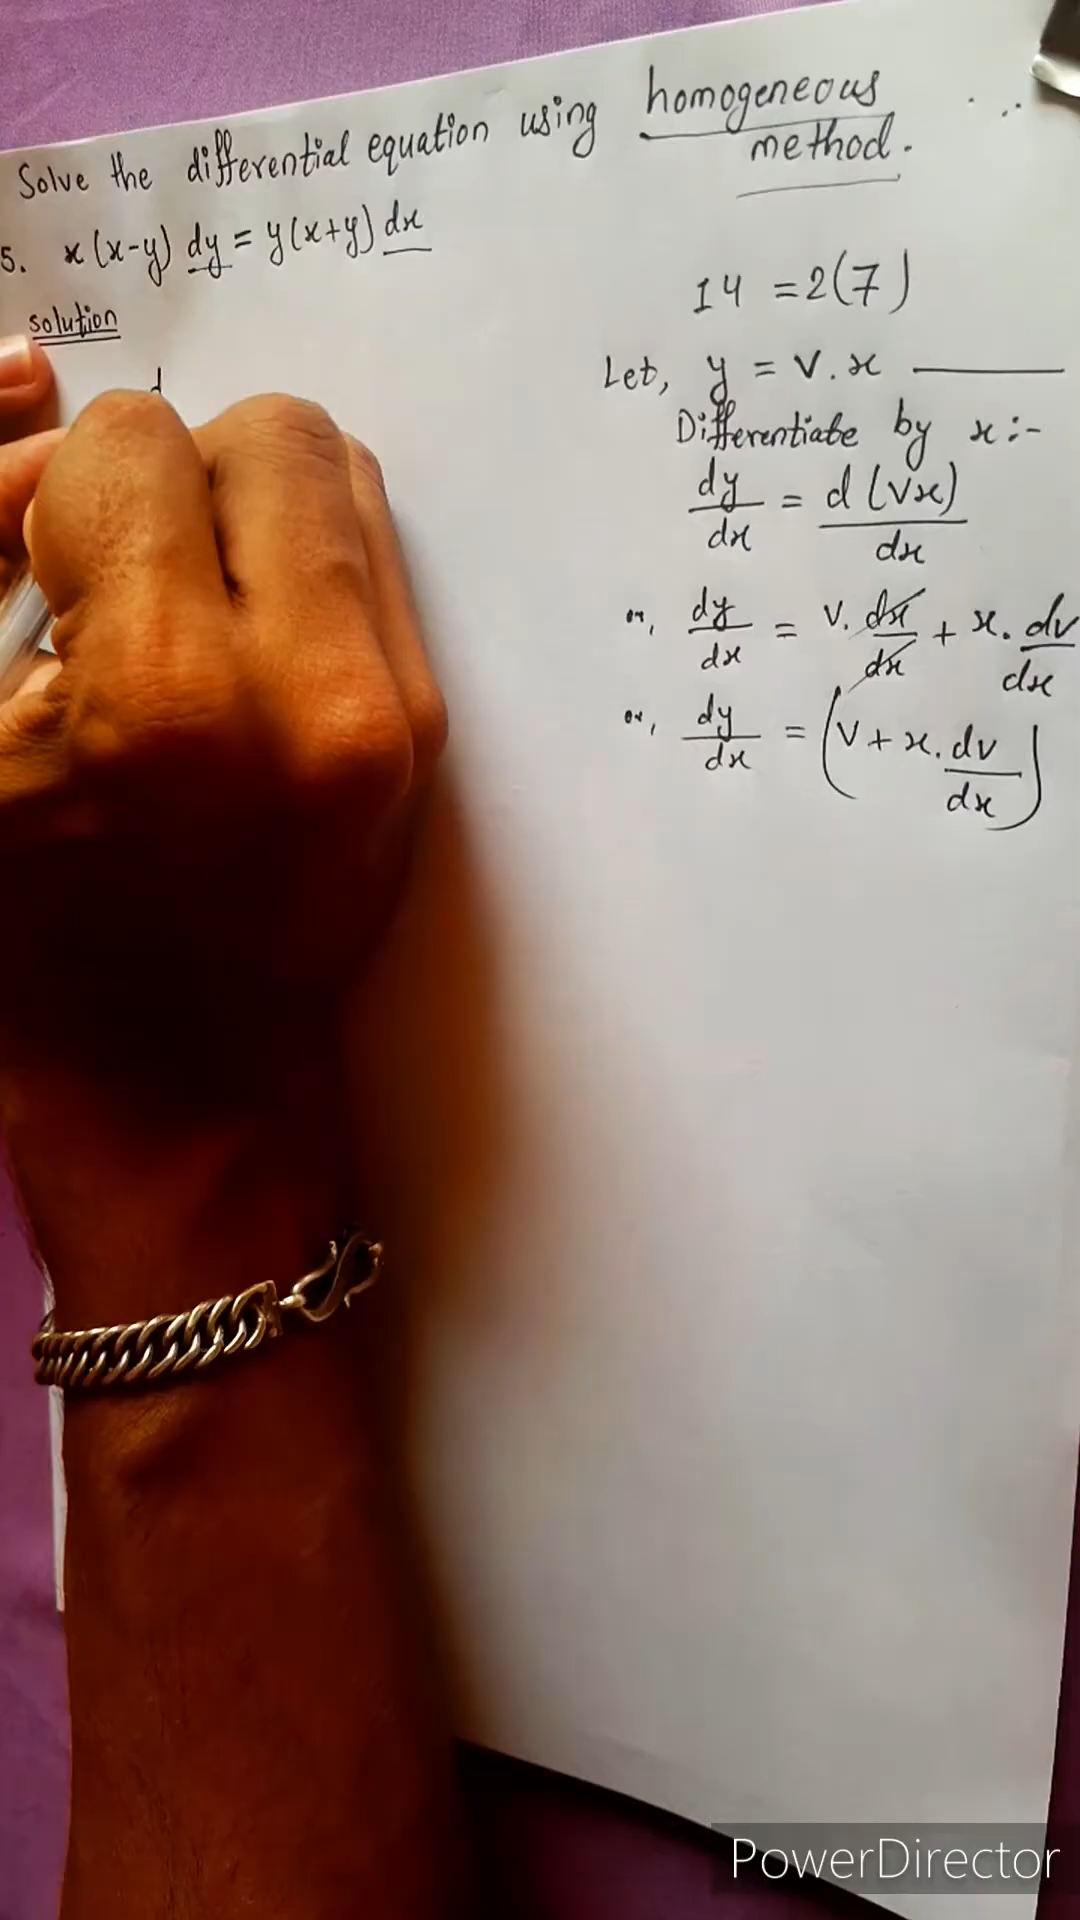 Solve the differential equation using homogeneous
method.
5. x(x-y) dy = y(x+y) dx
solution
d
14 = 2(7)
Let, y = v.x
Differentiate by x:-
dy/dx = d(vx)/dx
or, dy/dx = v.dx/dx + x.dv/dx
or, dy/dx = (v + x.dv/dx)
PowerDirector